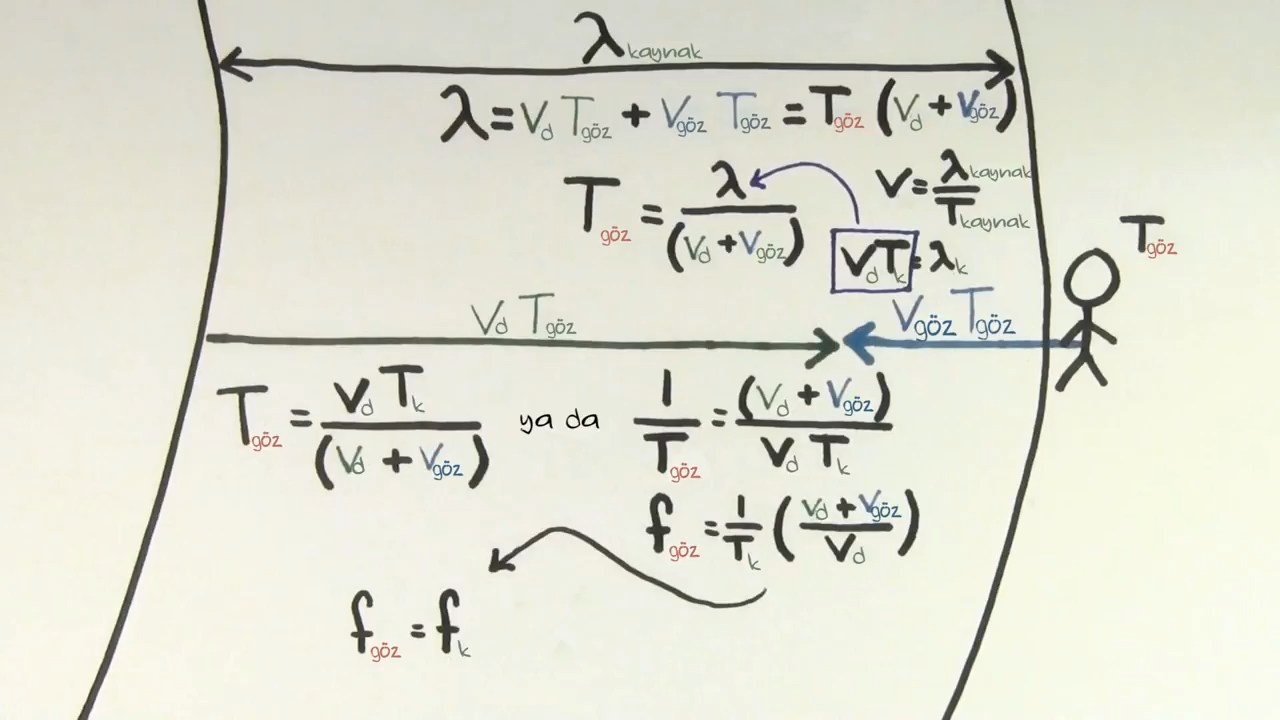 λkaynak
λ = Vd Tgöz + Vgöz Tgöz = Tgöz (Vd + Vgöz)
Tgöz = λ / (Vd + Vgöz)
V = λkaynak / Tkaynak
VdTk = λk
Tgöz
Vd Tgöz
Vgöz Tgöz
Tgöz = Vd Tk / (Vd + Vgöz) ya da 1 / Tgöz = (Vd + Vgöz) / Vd Tk
fgöz = 1 / Tk ( Vd + Vgöz / Vd )
fgöz = fk